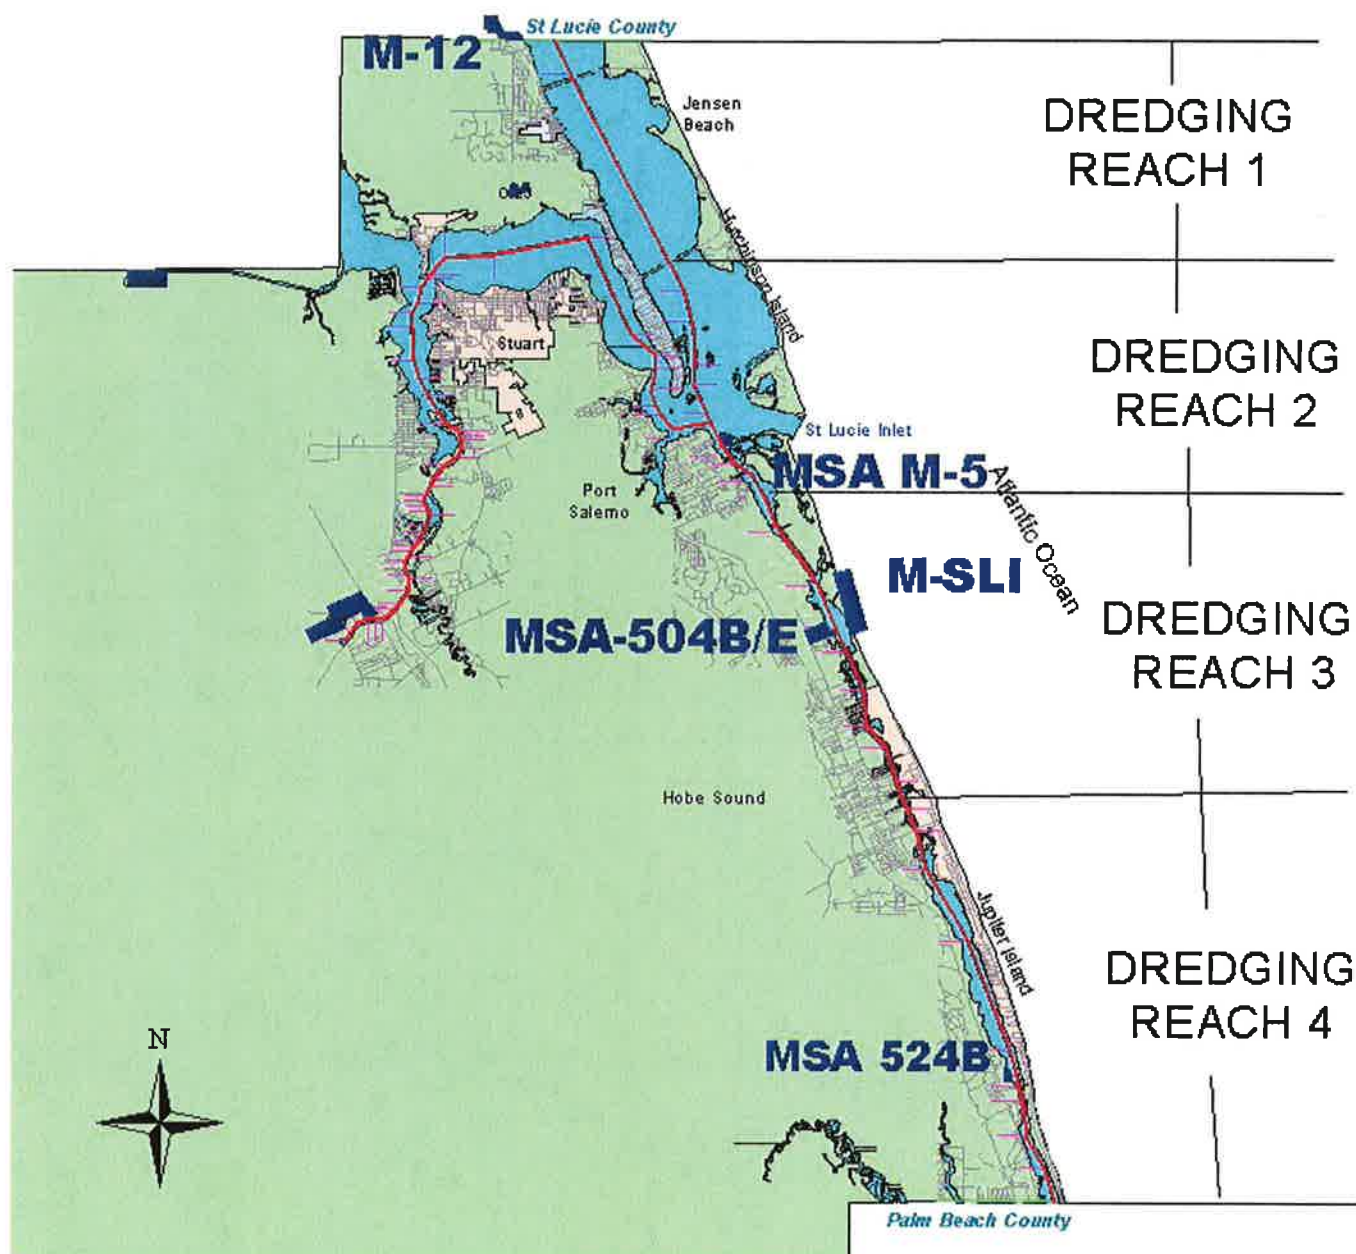 St Lucie County
M-12
Jensen
Beach
DREDGING
REACH 1
M
Hutchinson Island
Stuart
DREDGING
REACH 2
St Lucie Inlet
MSA M-5
Atlantic Ocean
Port
Salerno
M-SLI
DREDGING
REACH 3
MSA-504B/E
Hobe Sound
Jupiter Island
DREDGING
REACH 4
N
MSA 524B
Palm Beach County